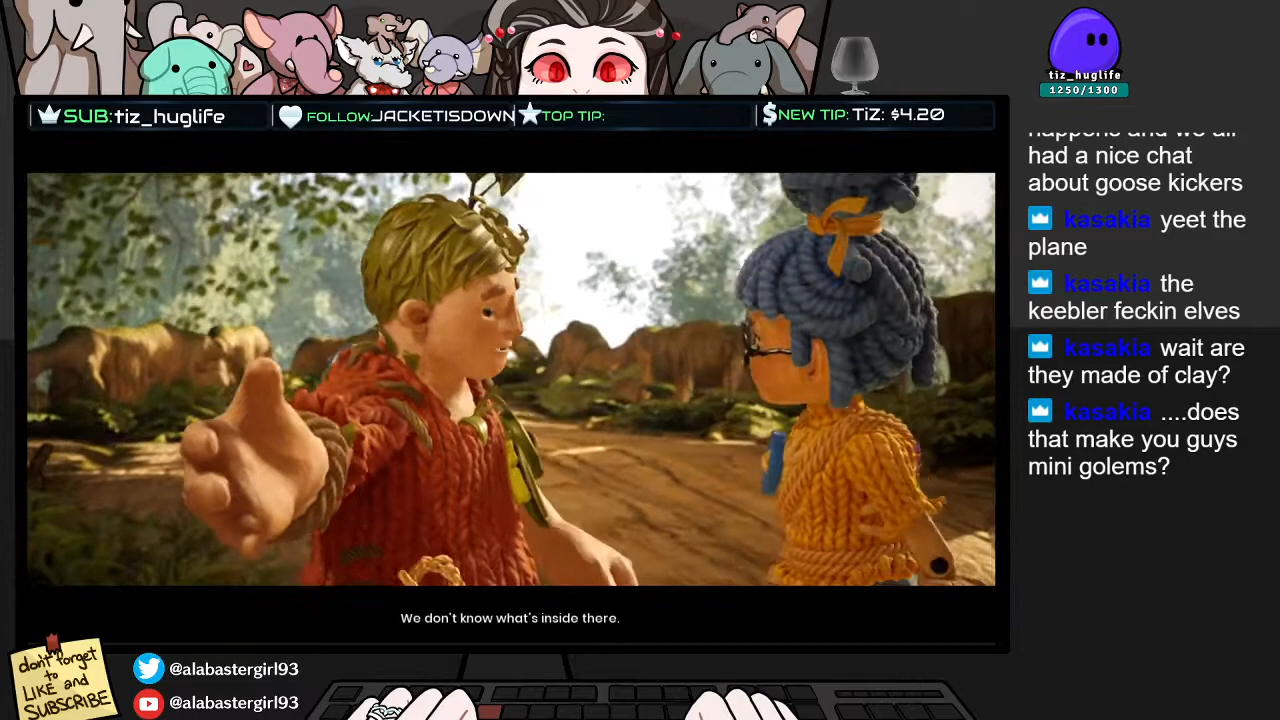 tiz_huglife
1250/1300
SUB:tiz_huglife
FOLLOW:JACKETISDOWN
TOP TIP:
NEW TIP: TiZ: $4.20
had a nice chat
about goose kickers
kasakia yeet the
plane
kasakia the
keebler feckin elves
kasakia wait are
they made of clay?
kasakia ....does
that make you guys
mini golems?
We don't know what's inside there.
don't forget
to
LIKE and
SUBSCRIBE
@alabastergirl93
@alabastergirl93